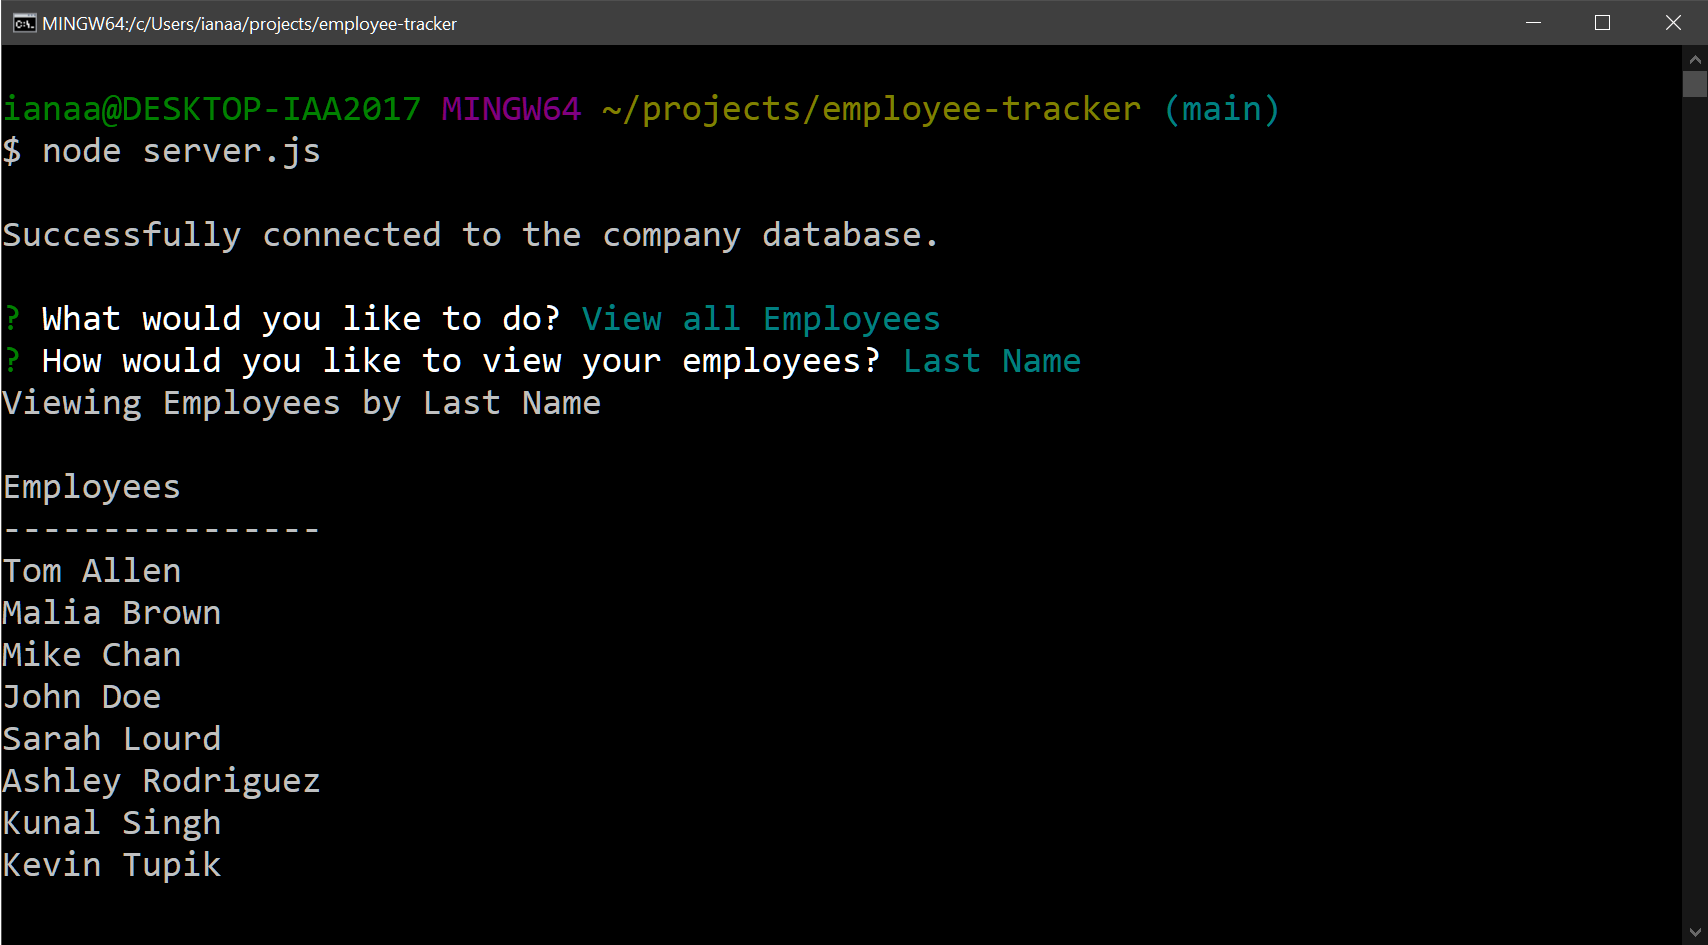 MINGW64:/c/Users/ianaa/projects/employee-tracker
ianaa@DESKTOP-IAA2017 MINGW64 ~/projects/employee-tracker (main)
$ node server.js
Successfully connected to the company database.
? What would you like to do? View all Employees
? How would you like to view your employees? Last Name
Viewing Employees by Last Name
Employees
----------------
Tom Allen
Malia Brown
Mike Chan
John Doe
Sarah Lourd
Ashley Rodriguez
Kunal Singh
Kevin Tupik